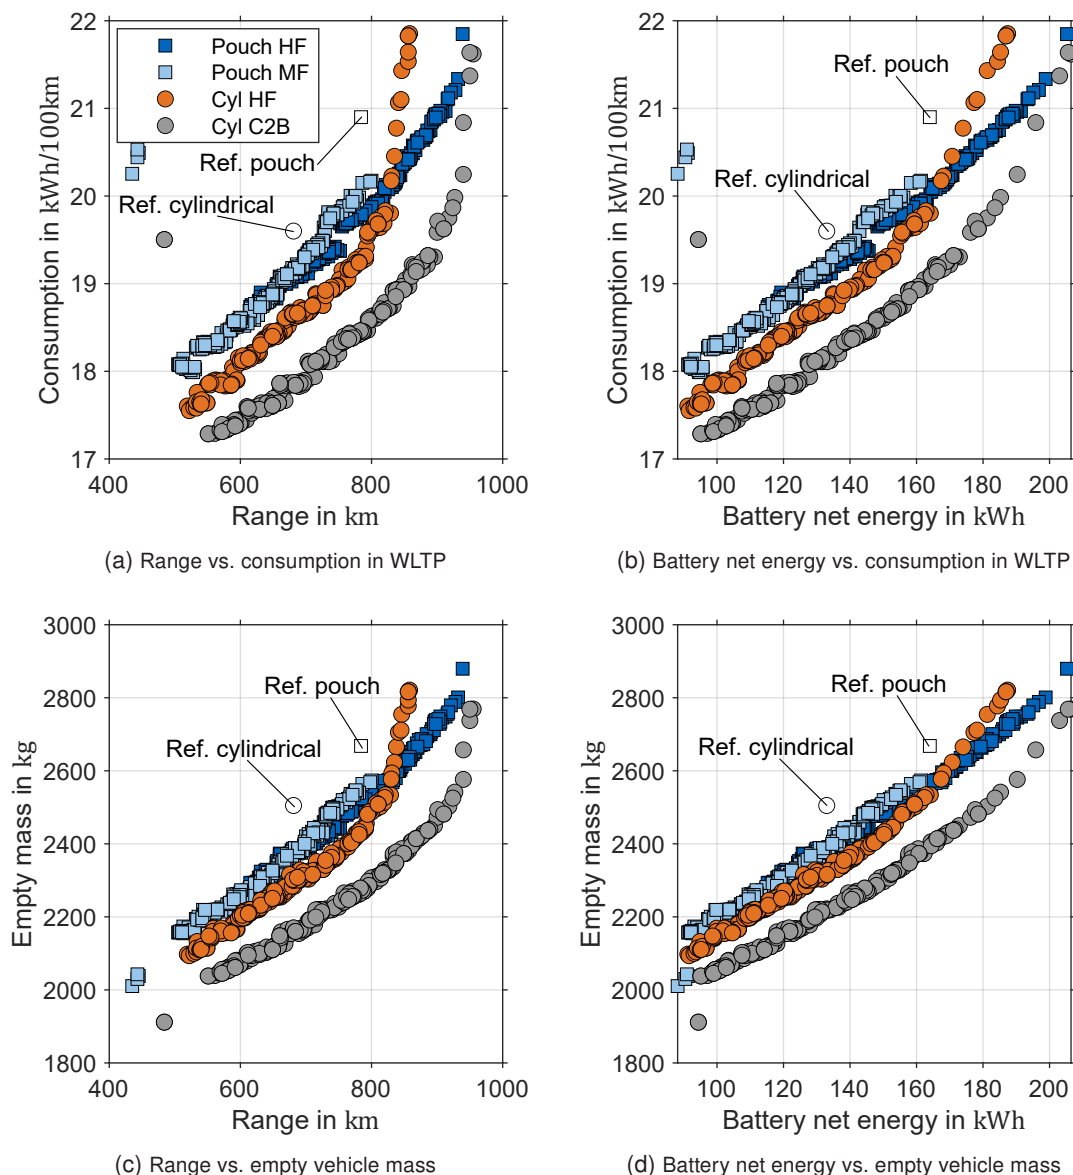 22
21
20
19
18
17
Consumption in kWh/100km
Pouch HF
Pouch MF
Cyl HF
Cyl C2B
Ref. pouch
Ref. cylindrical
400
600
800
1000
Range in km
(a) Range vs. consumption in WLTP
22
21
20
19
18
17
Consumption in kWh/100km
Ref. pouch
Ref. cylindrical
100
120
140
160
180
200
Battery net energy in kWh
(b) Battery net energy vs. consumption in WLTP
3000
2800
2600
2400
2200
2000
1800
Empty mass in kg
Ref. pouch
Ref. cylindrical
400
600
800
1000
Range in km
(c) Range vs. empty vehicle mass
3000
2800
2600
2400
2200
2000
1800
Empty mass in kg
Ref. pouch
Ref. cylindrical
100
120
140
160
180
200
Battery net energy in kWh
(d) Battery net energy vs. empty vehicle mass